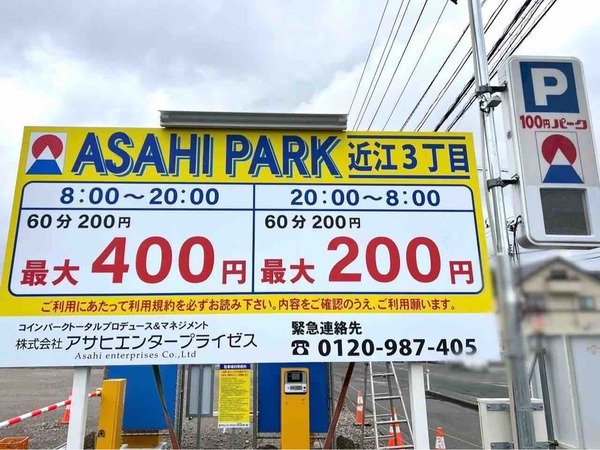 ASAHI PARK 近江3丁目
8:00〜20:00
20:00〜8:00
60分 200円
60分 200円
最大 400円
最大 200円
ご利用にあたって利用規約を必ずお読み下さい。内容をご確認のうえ、ご利用願います。
コインパークトータルプロデュース&マネジメント
株式会社 アサヒエンタープライゼス
Asahi enterprises Co.,Ltd
緊急連絡先
0120-987-405
P
100円パーク